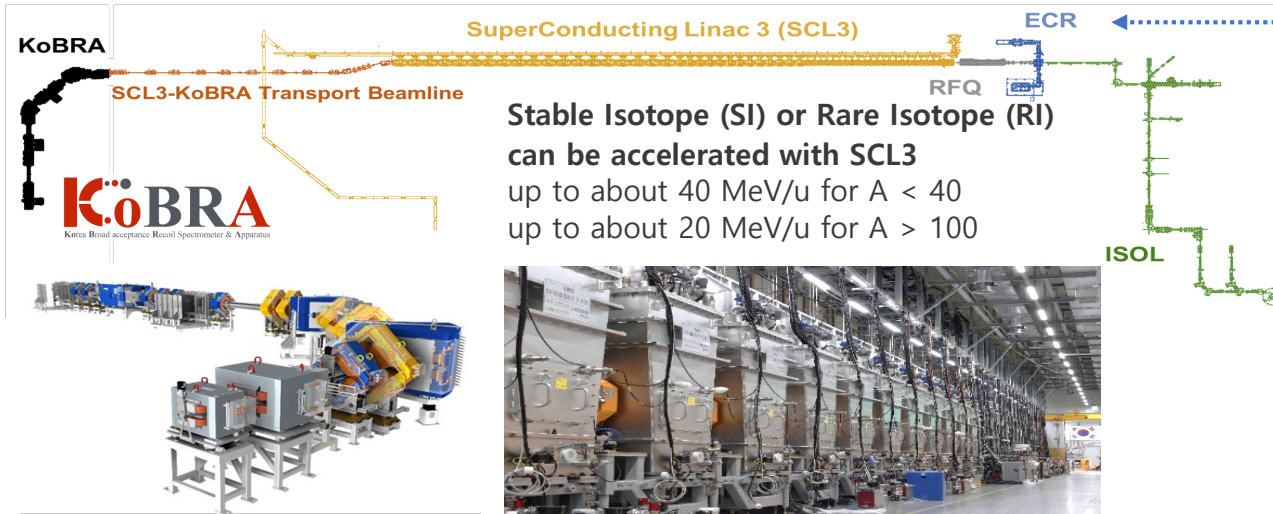 ECR
SuperConducting Linac 3 (SCL3)
KoBRA
RFQ
SCL3-KoBRA Transport Beamline
Stable Isotope (SI) or Rare Isotope (RI)
can be accelerated with SCL3
up to about 40 MeV/u for A < 40
up to about 20 MeV/u for A > 100
KoBRA
Korea Broad acceptance Recoil Spectrometer & Apparatus
ISOL